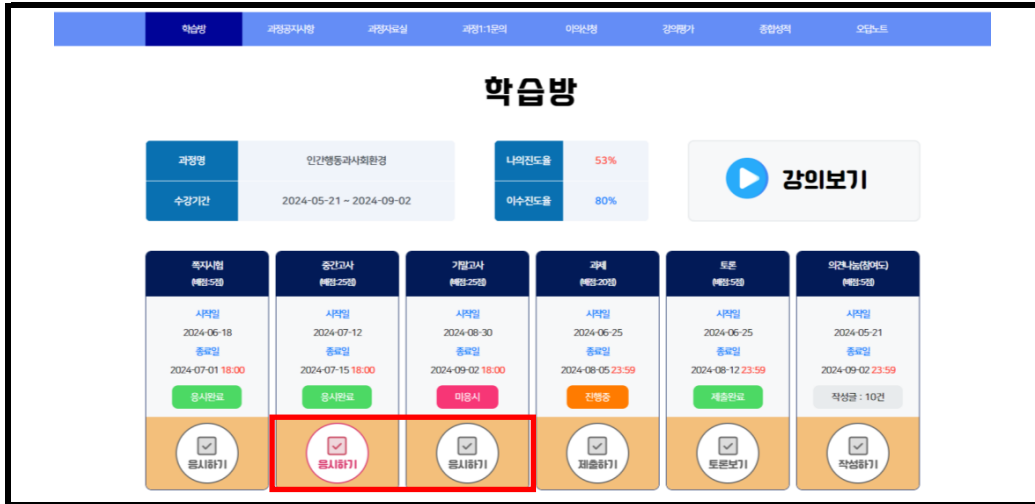 학습방 과정공지사항 과정자료실 과정1:1문의 이의신청 강의평가 종합성적 오답노트
학습방
과정명 인간행동과사회환경 나의진도율 53%
강의보기
수강기간 2024-05-21 ~ 2024-09-02 이수진도율 80%
쪽지시험 중간고사 기말고사 과제 토론 의견나눔(참여도)
(배점:5점) (배점:25점) (배점:25점) (배점:20점) (배점:5점) (배점:5점)
시작일 시작일 시작일 시작일 시작일 시작일
2024-06-18 2024-07-12 2024-08-30 2024-06-25 2024-06-25 2024-05-21
종료일 종료일 종료일 종료일 종료일 종료일
2024-07-01 18:00 2024-07-15 18:00 2024-09-02 18:00 2024-08-05 23:59 2024-08-12 23:59 2024-09-02 23:59
응시완료 응시완료 미응시 진행중 제출완료 작성글 : 10건
응시하기 응시하기 응시하기 제출하기 토론보기 작성하기